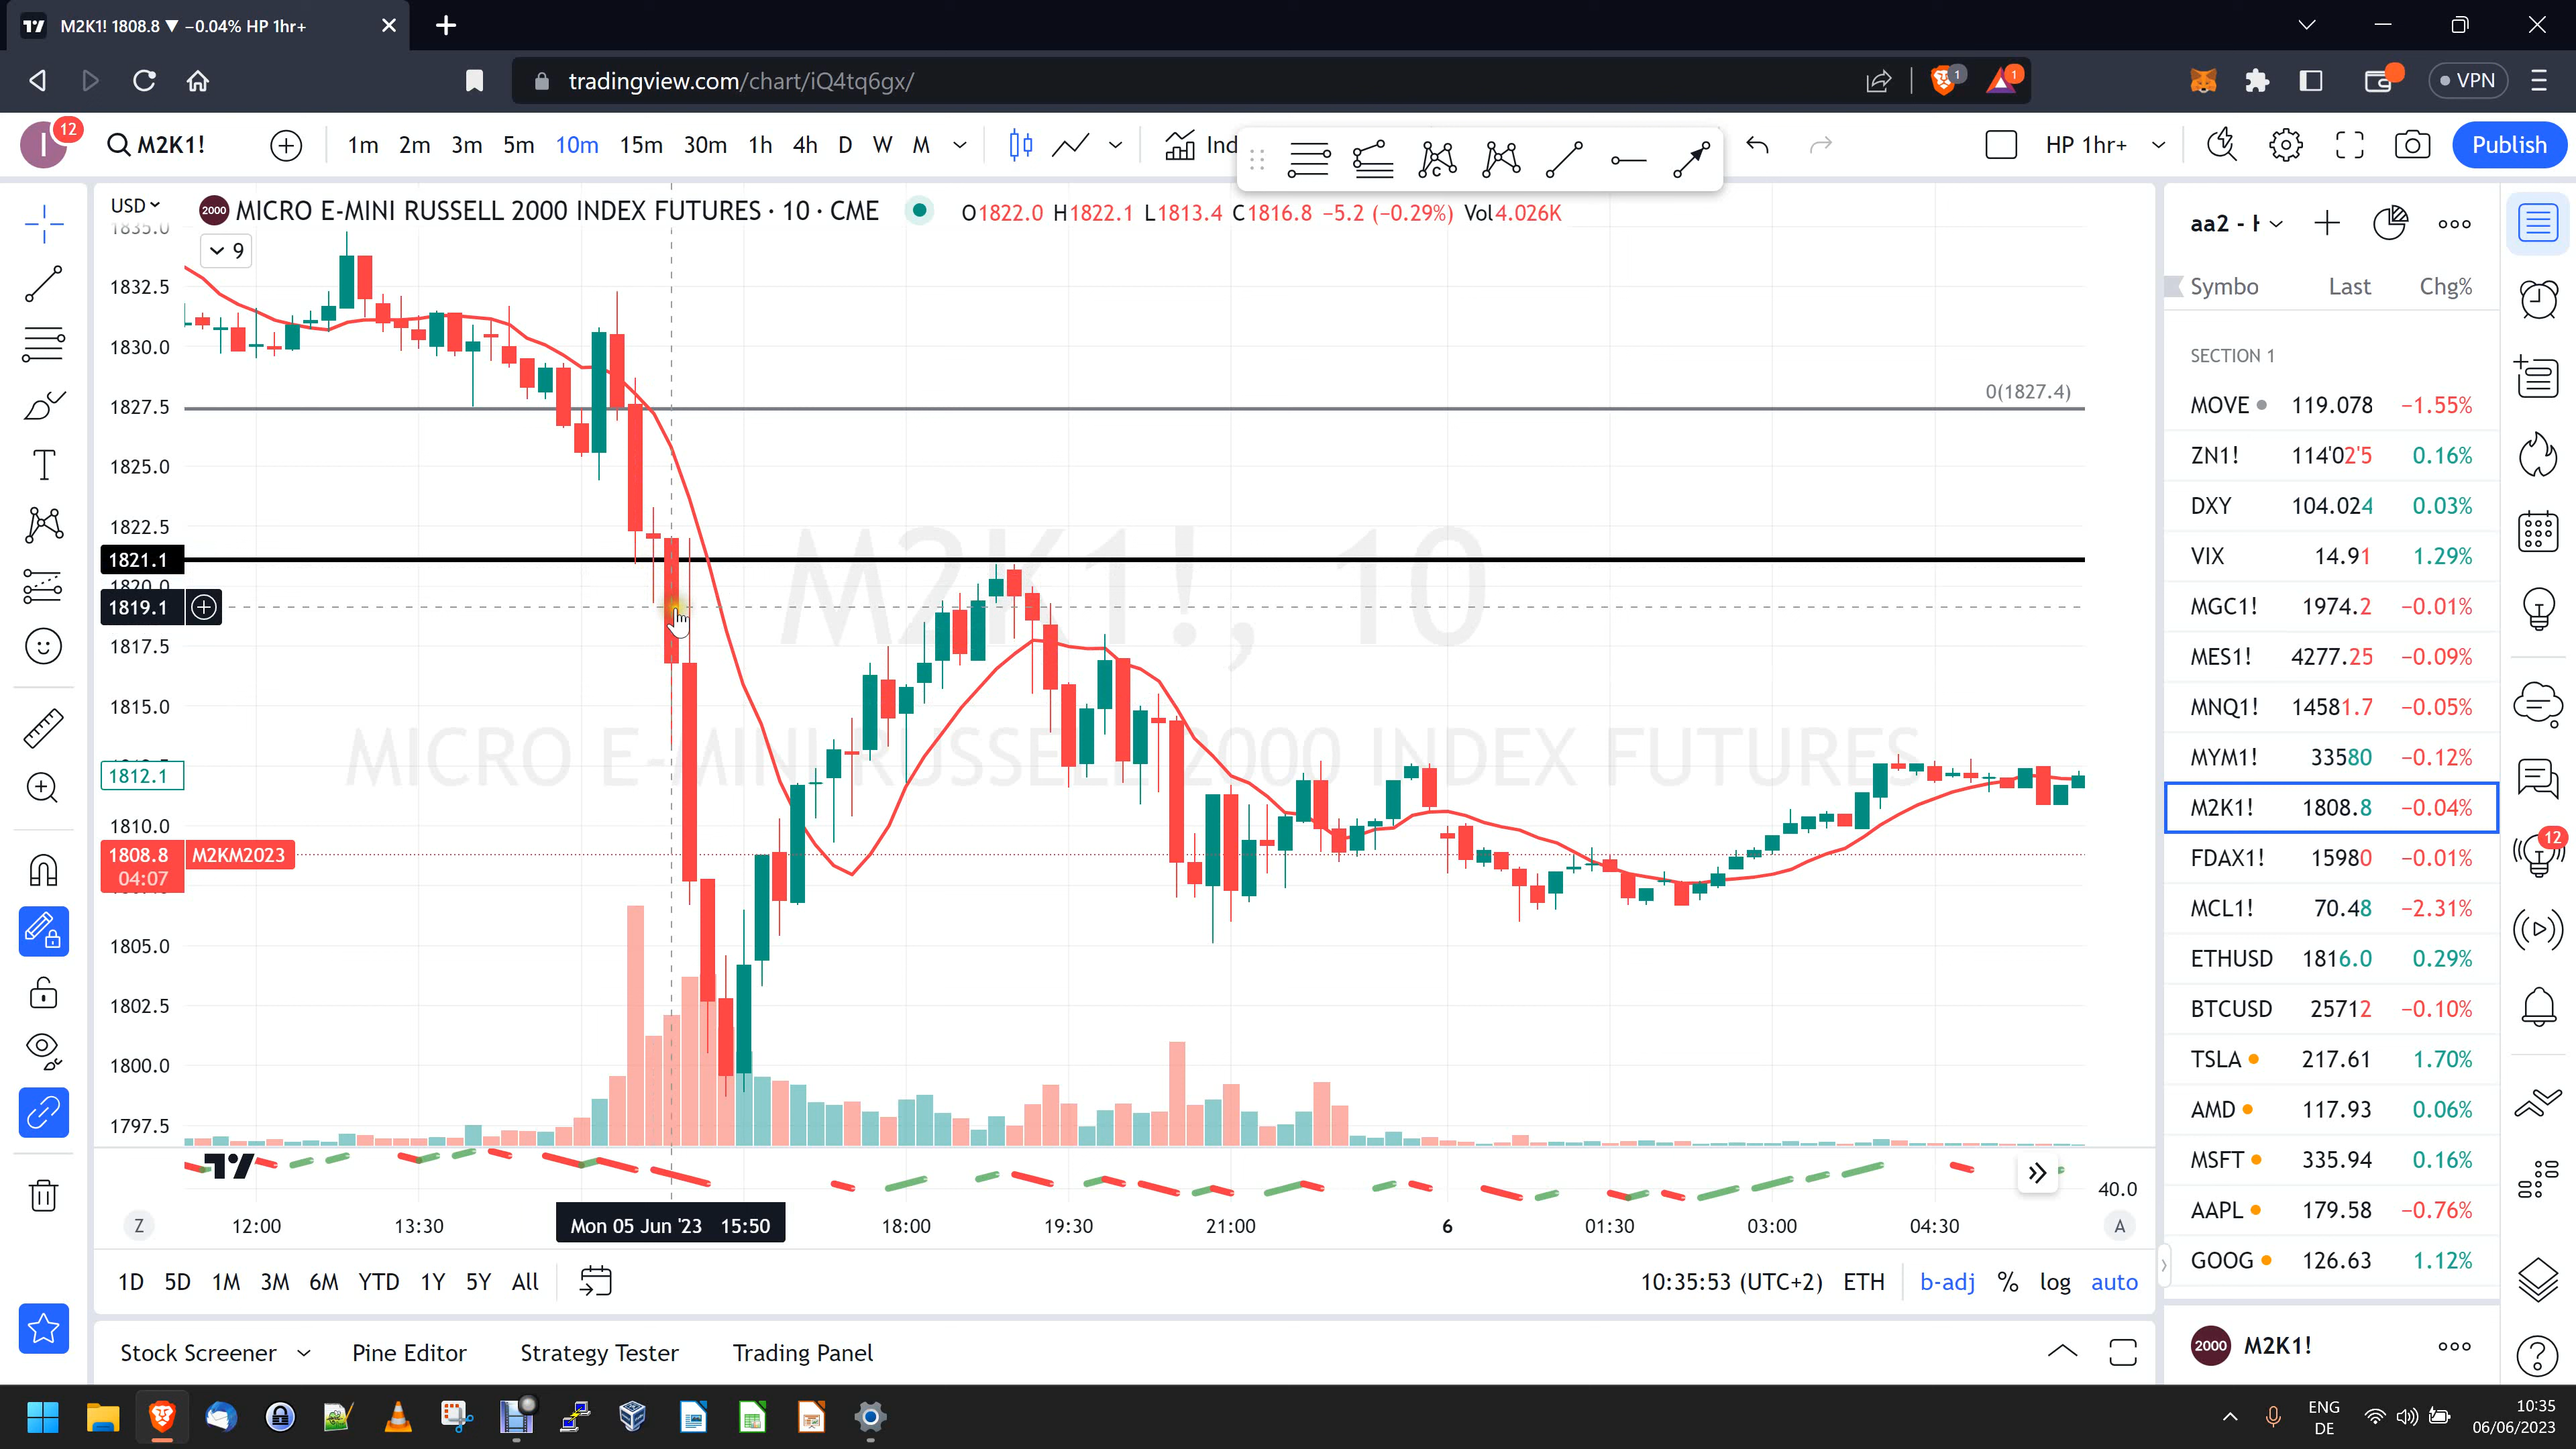 M2K1! 1808.8 ▼ −0.04% HP 1hr+
tradingview.com/chart/iQ4tq6gx/
1
1
VPN
I
12
M2K1!
1m 2m 3m 5m 10m 15m 30m 1h 4h D W M
Ind
HP 1hr+
Publish
USD
2000
MICRO E-MINI RUSSELL 2000 INDEX FUTURES · 10 · CME
O1822.0 H1822.1 L1813.4 C1816.8 −5.2 (−0.29%) Vol4.026K
9
1835.0
1832.5
1830.0
1827.5
0(1827.4)
1825.0
1822.5
1821.1
1820.0
1819.1
1817.5
1815.0
1812.1
1810.0
1808.8
04:07
M2KM2023
1805.0
1802.5
1800.0
1797.5
M2K1!, 10
MICRO E-MINI RUSSELL 2000 INDEX FUTURES
40.0
Z
12:00
13:30
Mon 05 Jun '23 15:50
18:00
19:30
21:00
6
01:30
03:00
04:30
A
1D 5D 1M 3M 6M YTD 1Y 5Y All
10:35:53 (UTC+2) ETH b-adj % log auto
Stock Screener Pine Editor Strategy Tester Trading Panel
aa2 -
Symbo Last Chg%
SECTION 1
MOVE 119.078 −1.55%
ZN1! 114'02'5 0.16%
DXY 104.024 0.03%
VIX 14.91 1.29%
MGC1! 1974.2 −0.01%
MES1! 4277.25 −0.09%
MNQ1! 14581.7 −0.05%
MYM1! 33580 −0.12%
M2K1! 1808.8 −0.04%
FDAX1! 15980 −0.01%
MCL1! 70.48 −2.31%
ETHUSD 1816.0 0.29%
BTCUSD 25712 −0.10%
TSLA 217.61 1.70%
AMD 117.93 0.06%
MSFT 335.94 0.16%
AAPL 179.58 −0.76%
GOOG 126.63 1.12%
2000 M2K1!
12
ENG
DE
10:35
06/06/2023